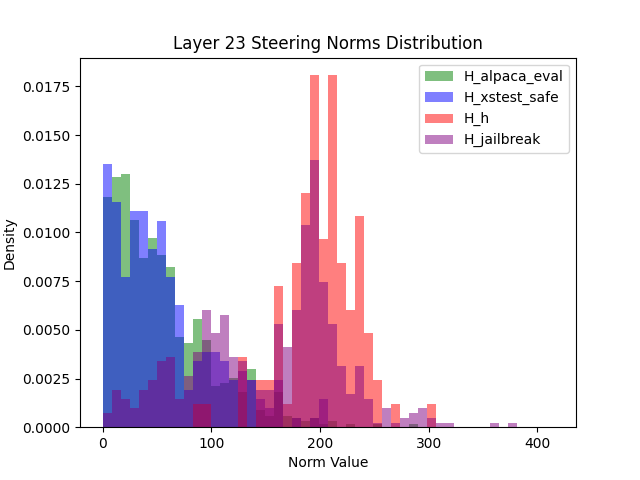 Layer 23 Steering Norms Distribution
H_alpaca_eval
H_xstest_safe
H_h
H_jailbreak
0.0175
0.0150
0.0125
0.0100
0.0075
0.0050
0.0025
0.0000
Density
0 100 200 300 400
Norm Value